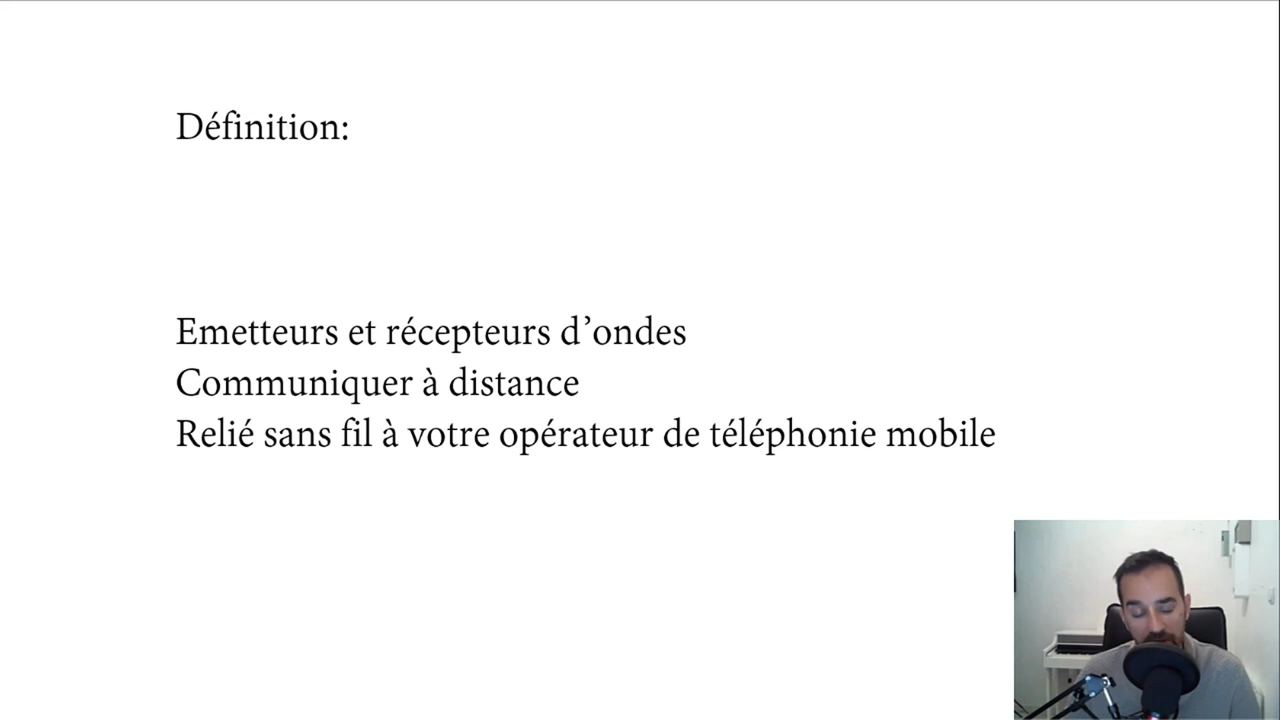 Définition:
Emetteurs et récepteurs d’ondes
Communiquer à distance
Relié sans fil à votre opérateur de téléphonie mobile